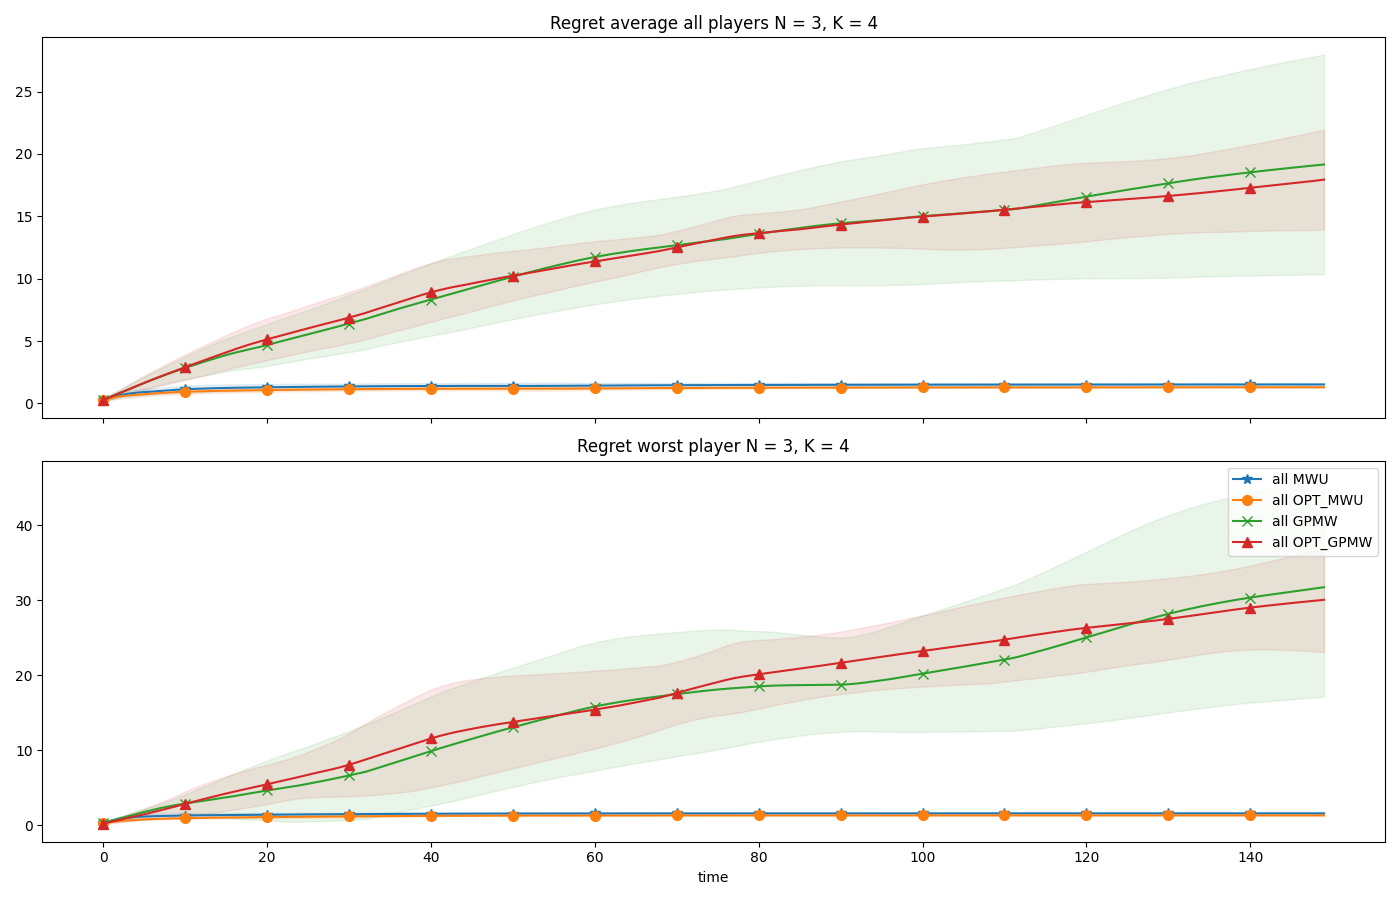 Regret average all players N = 3, K = 4
25
20
15
10
5
0
Regret worst player N = 3, K = 4
all MWU
all OPT_MWU
all GPMW
all OPT_GPMW
40
30
20
10
0
0 20 40 60 80 100 120 140
time